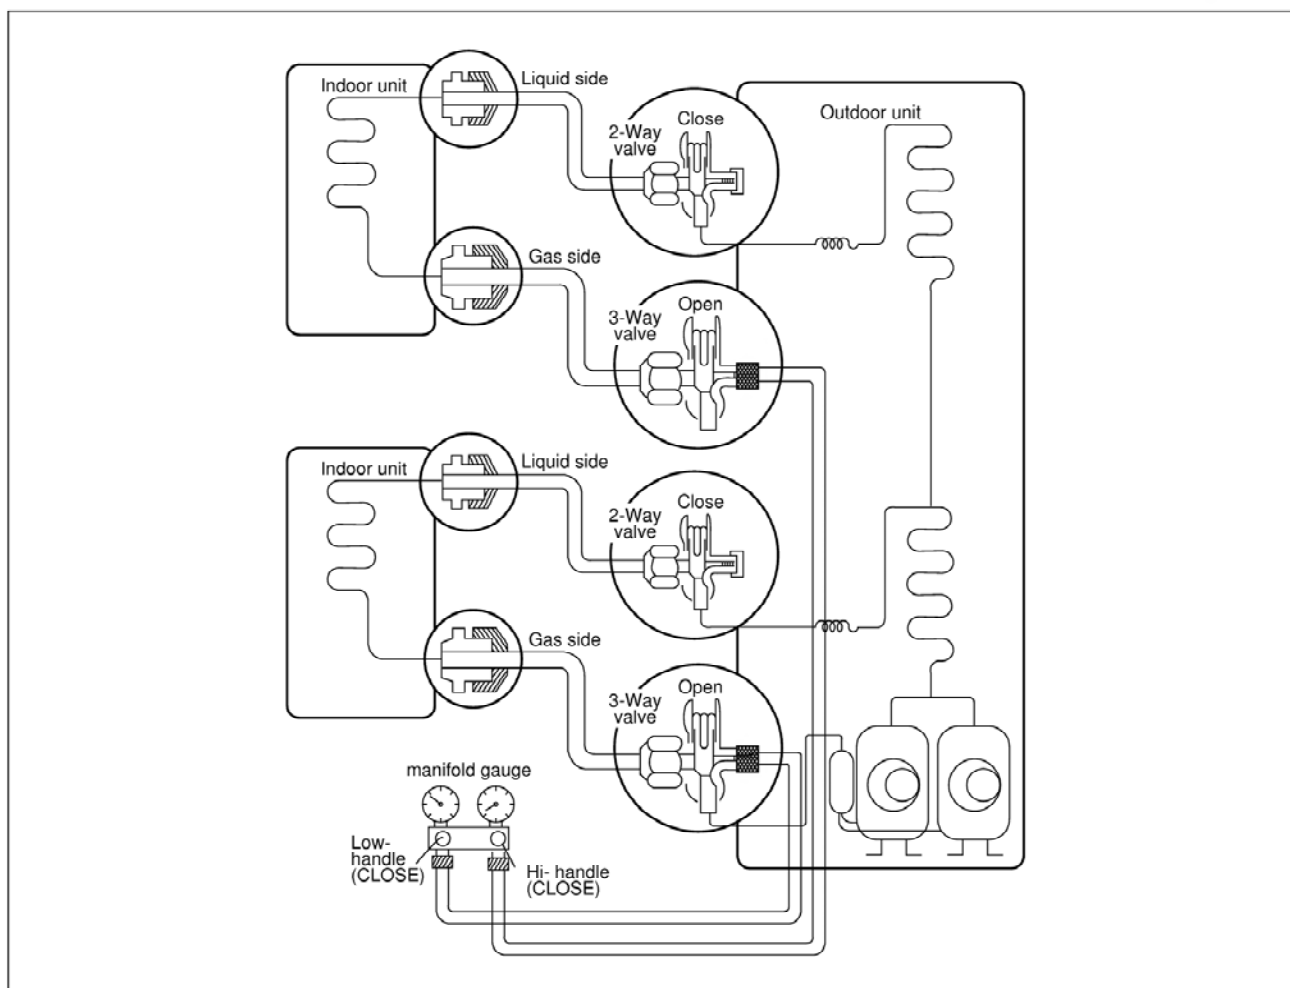 Indoor unit
Liquid side
2-Way
valve
Close
Outdoor unit
Gas side
3-Way
valve
Open
Indoor unit
Liquid side
2-Way
valve
Close
Gas side
3-Way
valve
Open
manifold gauge
Low-
handle
(CLOSE)
Hi- handle
(CLOSE)